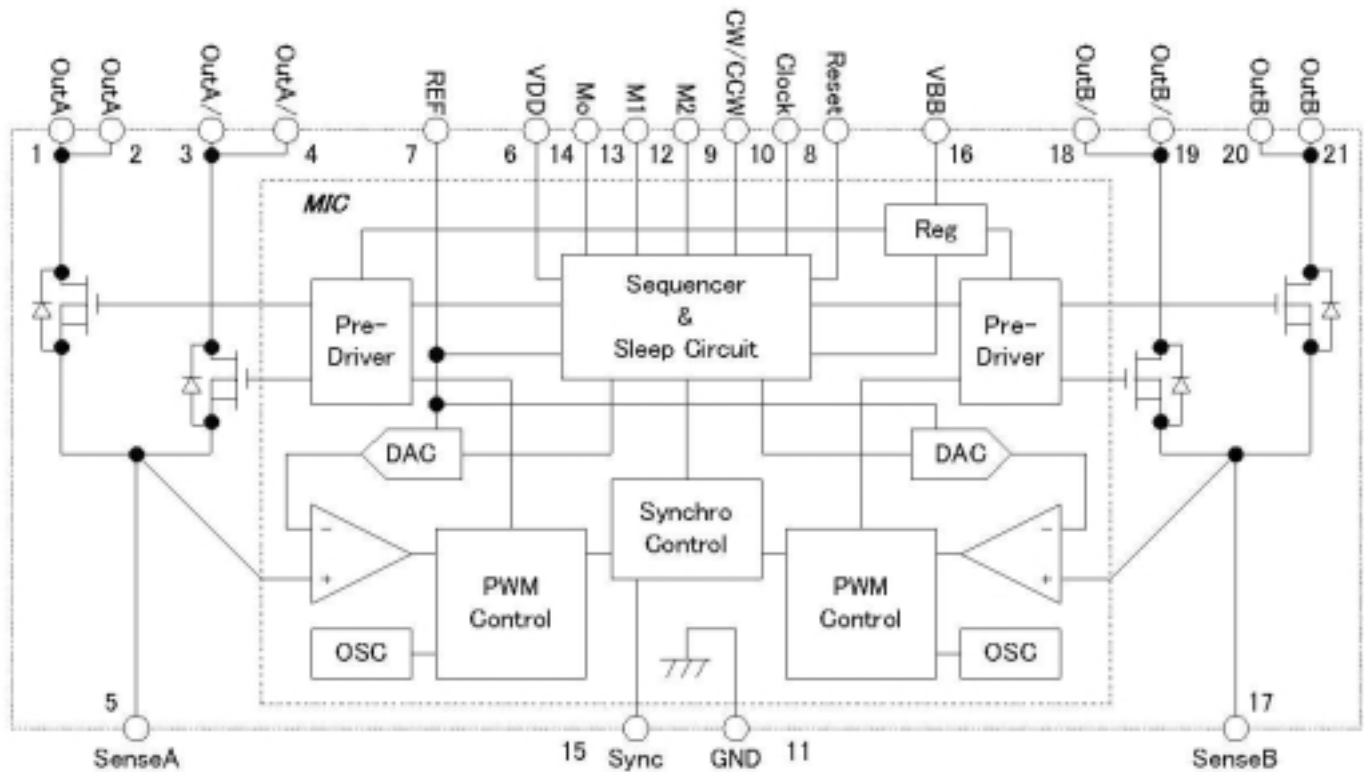 OutA
OutA
OutA/
OutA/
REF
VDD
Mo
M1
M2
CW/CCW
Clock
Reset
VBB
OutB/
OutB/
OutB
OutB
1
2
3
4
7
6
14
13
12
9
10
8
16
18
19
20
21
MIC
Reg
Pre-
Driver
Sequencer
&
Sleep Circuit
Pre-
Driver
DAC
DAC
Synchro
Control
-
+
-
+
PWM
Control
PWM
Control
OSC
OSC
5
SenseA
15
Sync
GND
11
17
SenseB